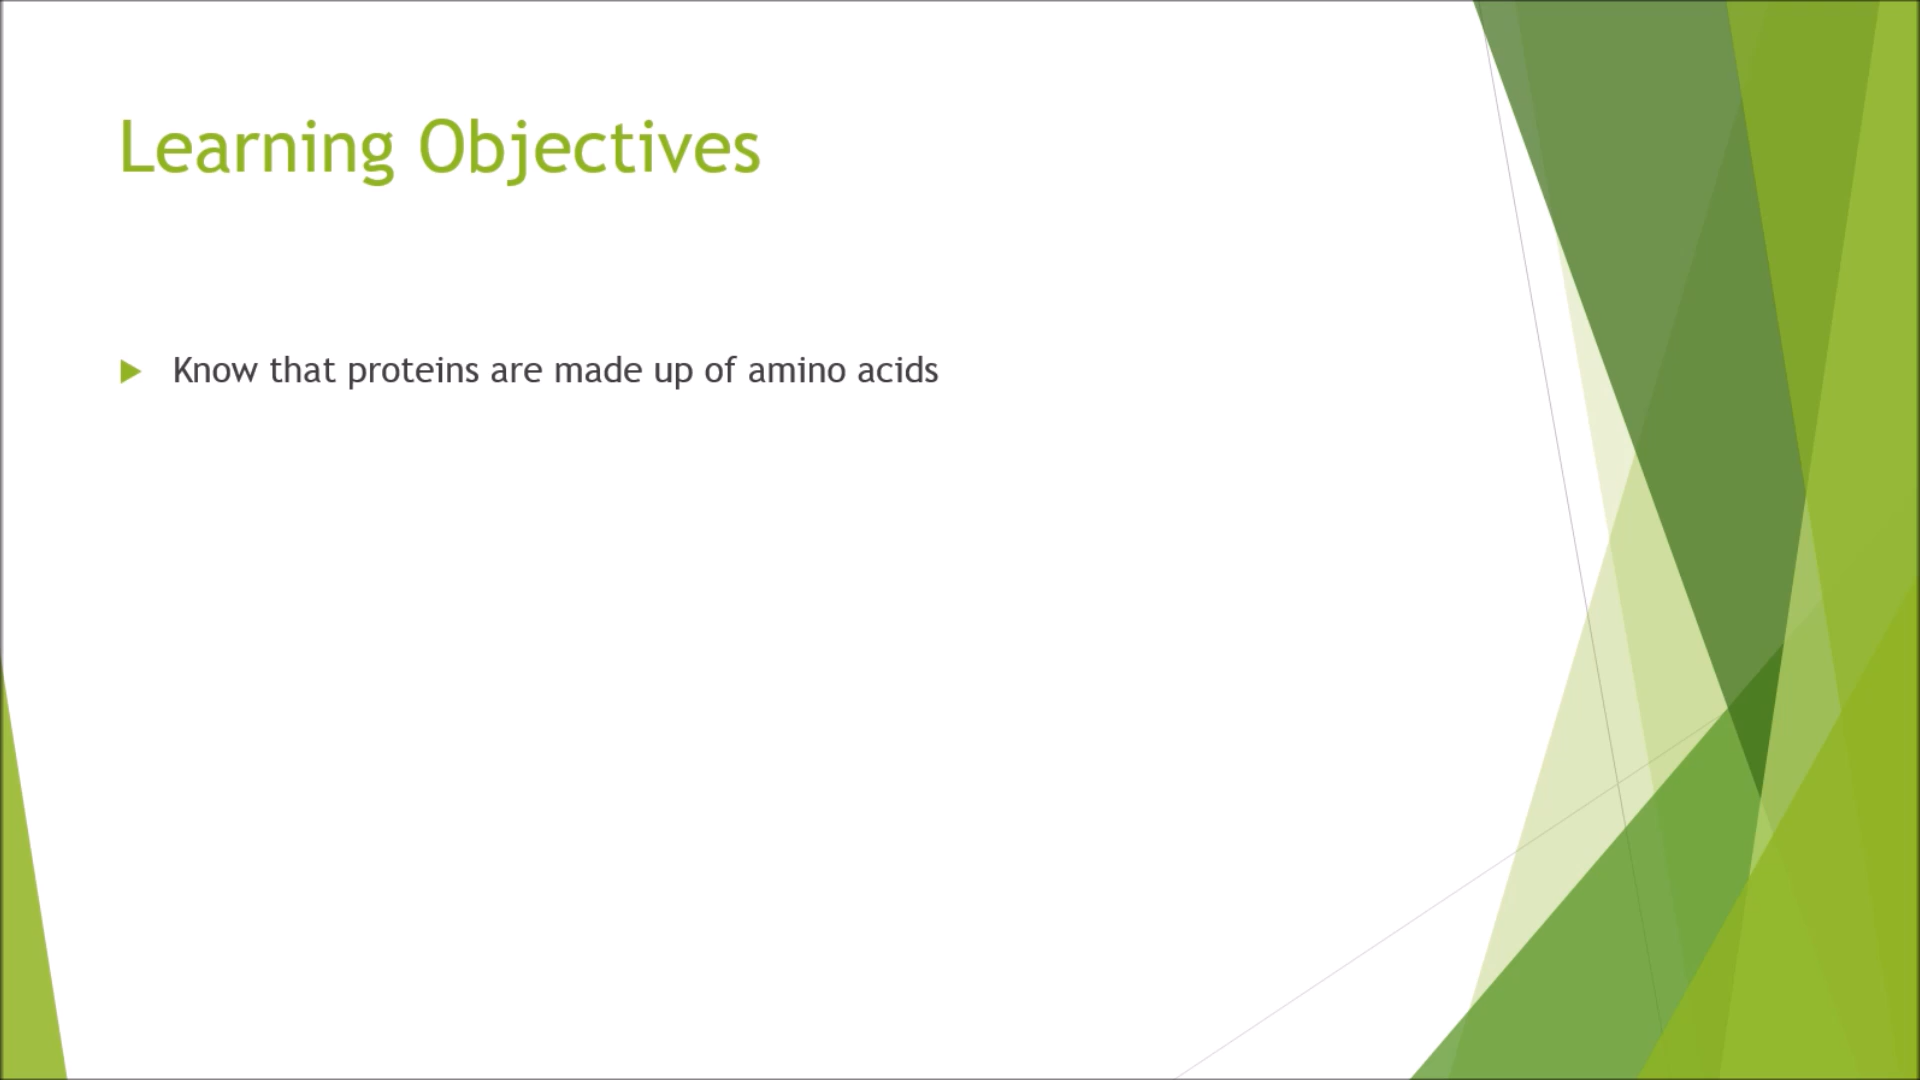 Learning Objectives
Know that proteins are made up of amino acids